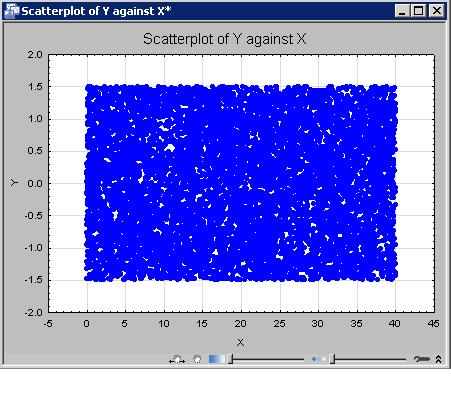 Scatterplot of Y against X*
Scatterplot of Y against X
2.0
1.5
1.0
0.5
0.0
-0.5
-1.0
-1.5
-2.0
Y
-5 0 5 10 15 20 25 30 35 40 45
X